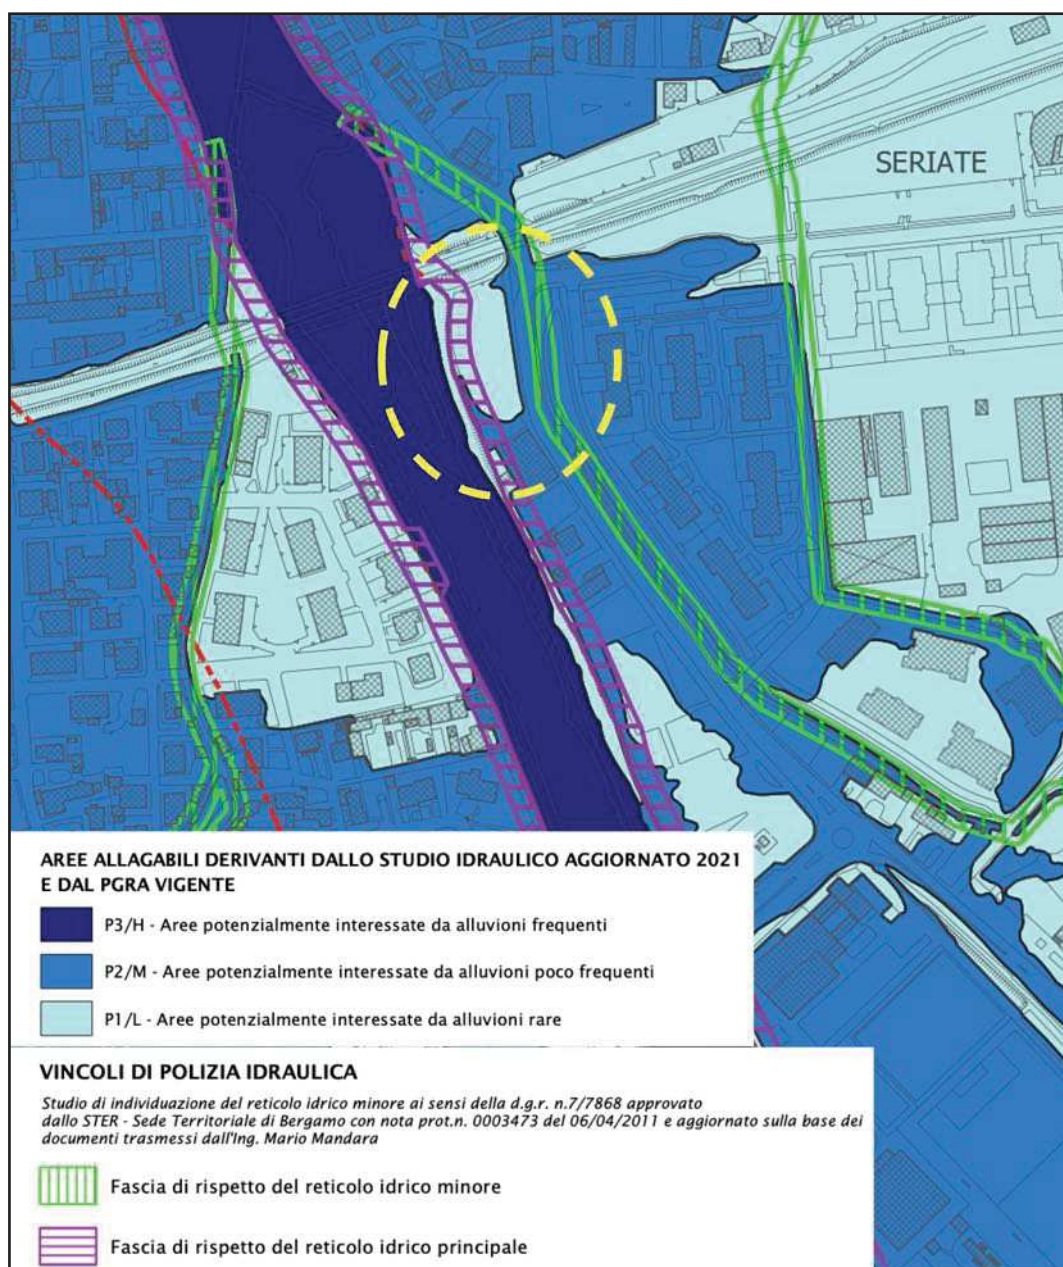 SERIATE
AREE ALLAGABILI DERIVANTI DALLO STUDIO IDRAULICO AGGIORNATO 2021
E DAL PGRA VIGENTE
P3/H - Aree potenzialmente interessate da alluvioni frequenti
P2/M - Aree potenzialmente interessate da alluvioni poco frequenti
P1/L - Aree potenzialmente interessate da alluvioni rare
VINCOLI DI POLIZIA IDRAULICA
Studio di individuazione del reticolo idrico minore ai sensi della d.g.r. n.7/7868 approvato
dallo STER - Sede Territoriale di Bergamo con nota prot.n. 0003473 del 06/04/2011 e aggiornato sulla base dei
documenti trasmessi dall'Ing. Mario Mandara
Fascia di rispetto del reticolo idrico minore
Fascia di rispetto del reticolo idrico principale